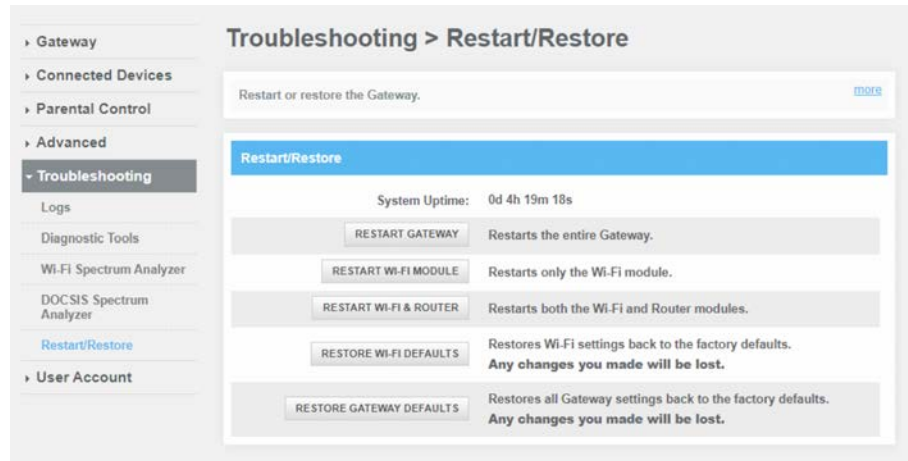 Gateway
Connected Devices
Parental Control
Advanced
Troubleshooting
Logs
Diagnostic Tools
Wi-Fi Spectrum Analyzer
DOCSIS Spectrum
Analyzer
Restart/Restore
User Account
Troubleshooting > Restart/Restore
Restart or restore the Gateway.
more
Restart/Restore
System Uptime: 0d 4h 19m 18s
RESTART GATEWAY Restarts the entire Gateway.
RESTART WI-FI MODULE Restarts only the Wi-Fi module.
RESTART WI-FI & ROUTER Restarts both the Wi-Fi and Router modules.
RESTORE WI-FI DEFAULTS Restores Wi-Fi settings back to the factory defaults.
Any changes you made will be lost.
RESTORE GATEWAY DEFAULTS Restores all Gateway settings back to the factory defaults.
Any changes you made will be lost.